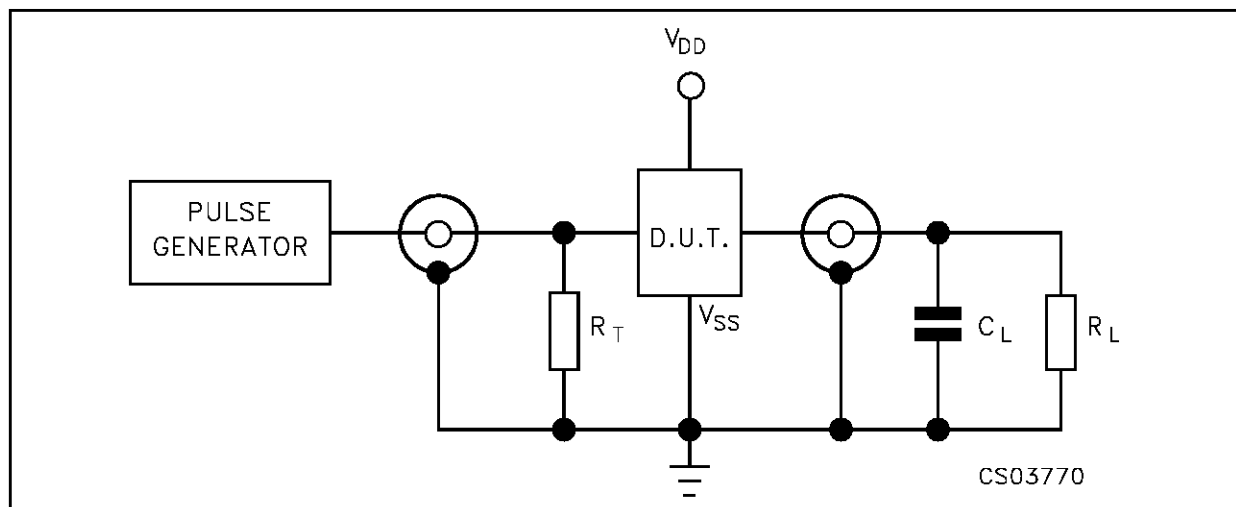 VDD
PULSE
GENERATOR
D.U.T.
RT
VSS
CL
RL
CS03770